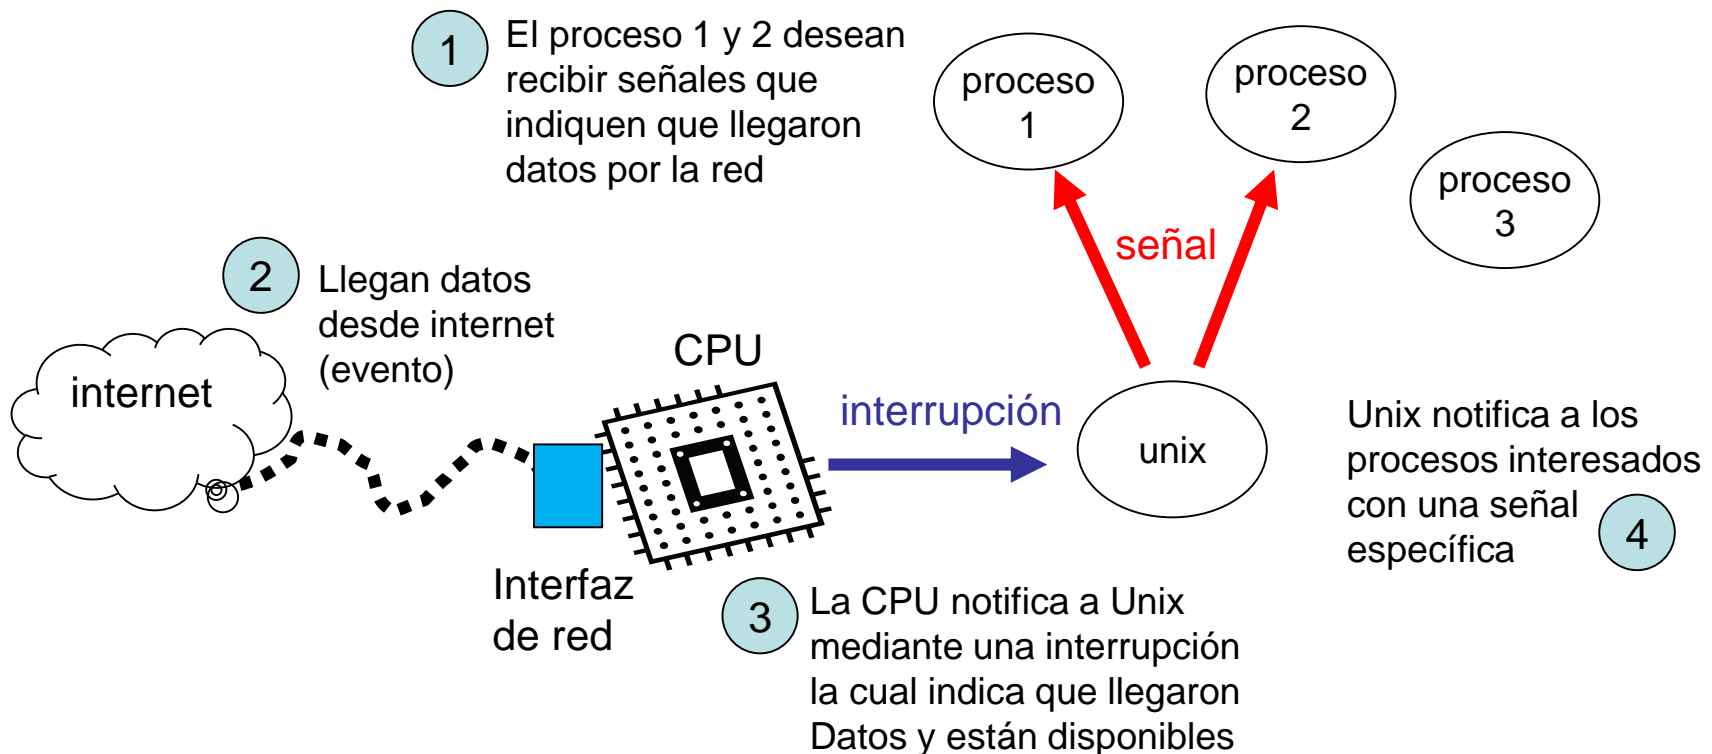 1
El proceso 1 y 2 desean
recibir señales que
indiquen que llegaron
datos por la red
proceso
1
proceso
2
proceso
3
señal
2
Llegan datos
desde internet
(evento)
internet
CPU
interrupción
unix
Unix notifica a los
procesos interesados
con una señal
específica
4
Interfaz
de red
3
La CPU notifica a Unix
mediante una interrupción
la cual indica que llegaron
Datos y están disponibles